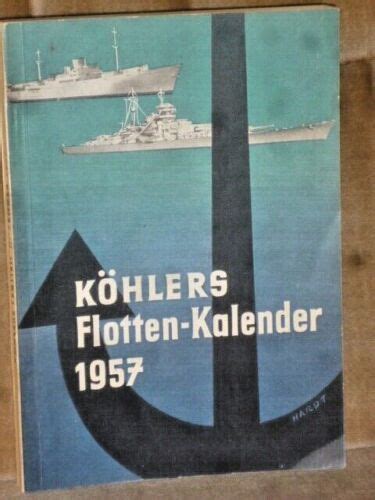 KÖHLERS
Flotten-Kalender
1957
HARDT